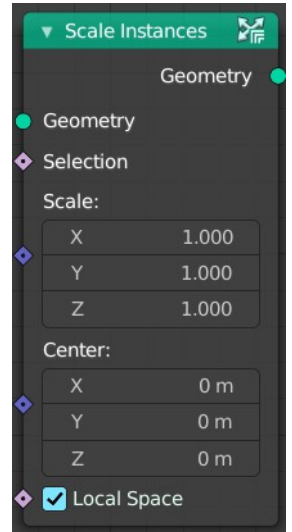 Scale Instances
Geometry
Geometry
Selection
Scale:
X 1.000
Y 1.000
Z 1.000
Center:
X 0 m
Y 0 m
Z 0 m
Local Space